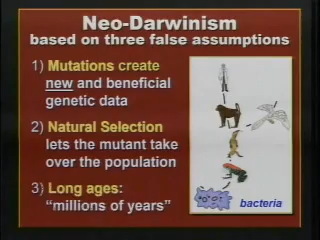 Neo-Darwinism
based on three false assumptions
1) Mutations create
new and beneficial
genetic data
2) Natural Selection
lets the mutant take
over the population
3) Long ages:
“millions of years”
bacteria